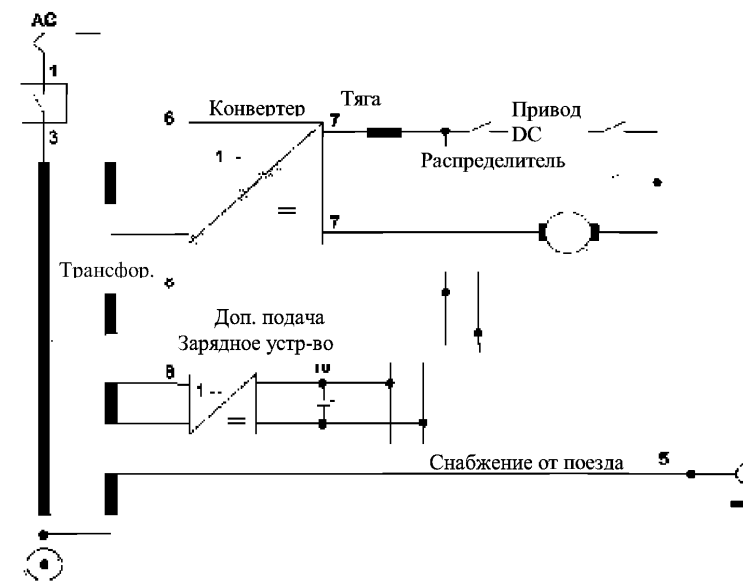 AC
1
3
6
Конвертер
7
Тяга
Привод
DC
Распределитель
1 -
=
7
Трансфор.
Доп. подача
Зарядное устр-во
8
10
1 --
=
Снабжение от поезда
5